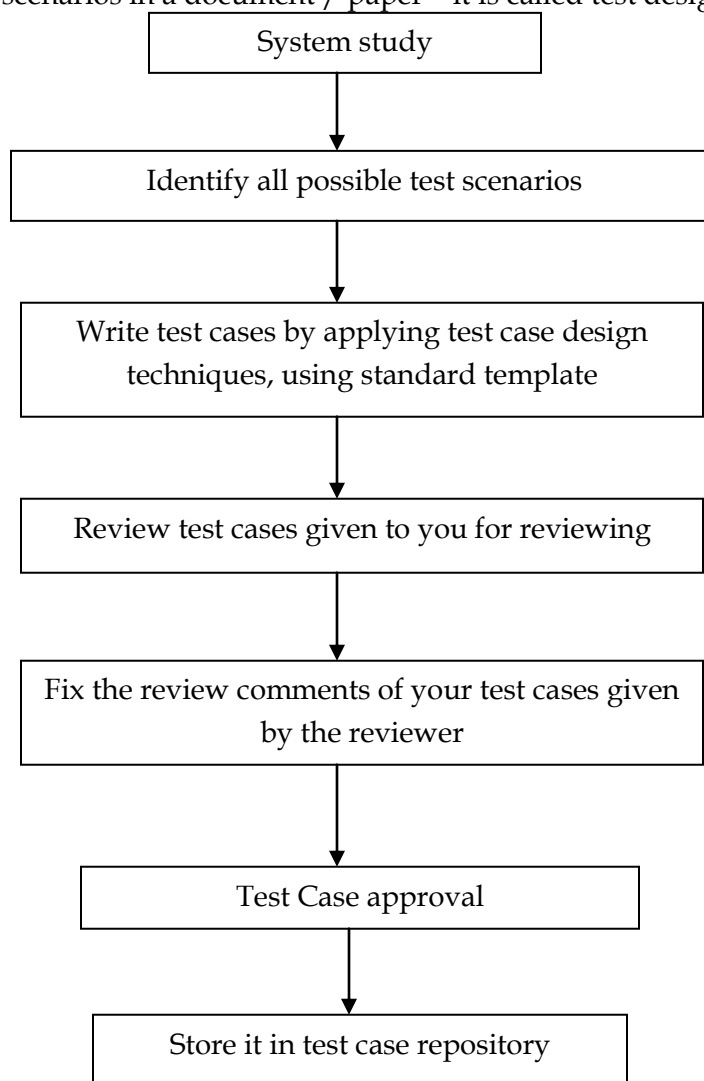 scenarios in a document / paper – it is called test desig
System study
Identify all possible test scenarios
Write test cases by applying test case design
techniques, using standard template
Review test cases given to you for reviewing
Fix the review comments of your test cases given
by the reviewer
Test Case approval
Store it in test case repository